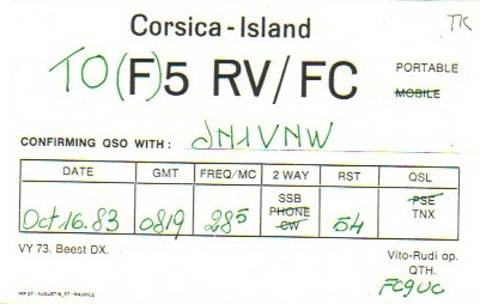 Corsica - Island
TK
TO(F)5 RV/FC
PORTABLE
MOBILE
CONFIRMING QSO WITH: JN1VNW
DATE GMT FREQ/MC 2 WAY RST QSL
Oct 16.83 0819 285 SSB PHONE CW 54 PSE TNX
VY 73. Beest DX.
Vito-Rudi op.
QTH.
FC9UC